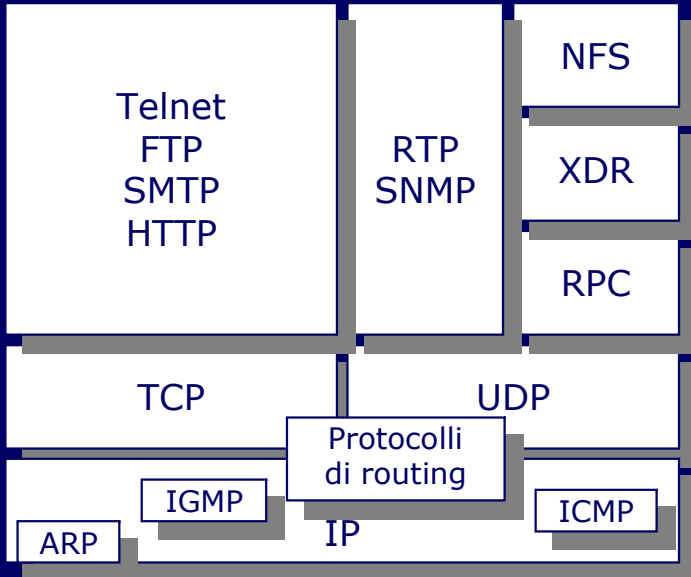 Telnet
FTP
SMTP
HTTP
RTP
SNMP
NFS
XDR
RPC
TCP
UDP
Protocolli
di routing
IGMP
ICMP
ARP
IP